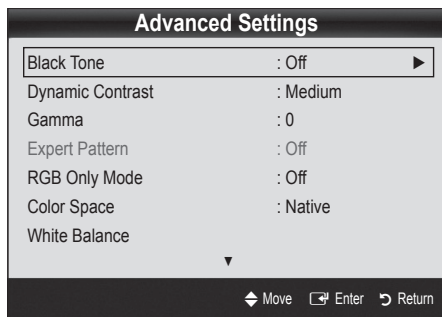 Advanced Settings
Black Tone : Off ▶
Dynamic Contrast : Medium
Gamma : 0
Expert Pattern : Off
RGB Only Mode : Off
Color Space : Native
White Balance
▼
Move Enter Return